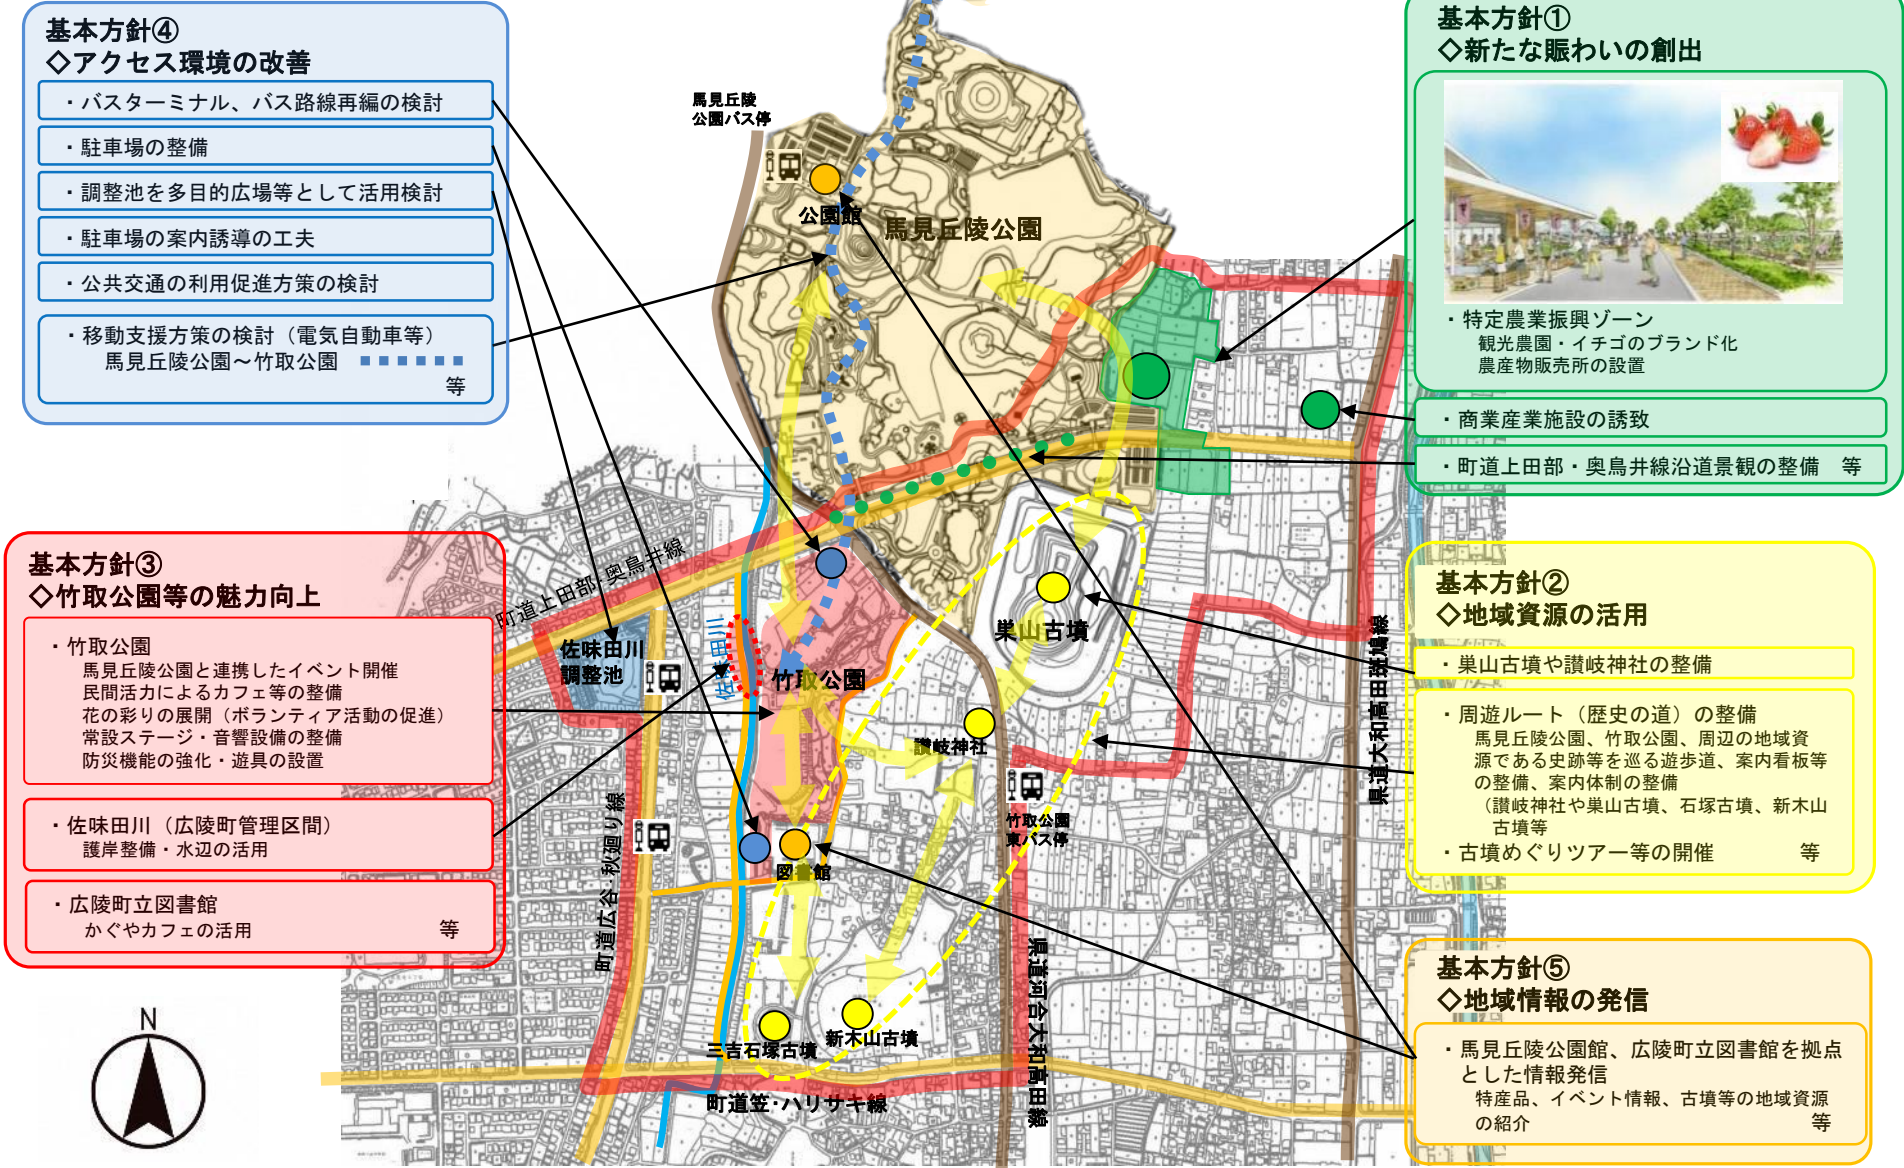 基本方針④
◇アクセス環境の改善
・バスターミナル、バス路線再編の検討
・駐車場の整備
・調整池を多目的広場等として活用検討
・駐車場の案内誘導の工夫
・公共交通の利用促進方策の検討
・移動支援方策の検討（電気自動車等）
馬見丘陵公園～竹取公園
等
基本方針①
◇新たな賑わいの創出
・特定農業振興ゾーン
観光農園・イチゴのブランド化
農産物販売所の設置
・商業産業施設の誘致
・町道上田部・奥鳥井線沿道景観の整備　等
基本方針③
◇竹取公園等の魅力向上
・竹取公園
馬見丘陵公園と連携したイベント開催
民間活力によるカフェ等の整備
花の彩りの展開（ボランティア活動の促進）
常設ステージ・音響設備の整備
防災機能の強化・遊具の設置
・佐味田川（広陵町管理区間）
護岸整備・水辺の活用
・広陵町立図書館
かぐやカフェの活用　等
基本方針②
◇地域資源の活用
・巣山古墳や讃岐神社の整備
・周遊ルート（歴史の道）の整備
馬見丘陵公園、竹取公園、周辺の地域資
源である史跡等を巡る遊歩道、案内看板等
の整備、案内体制の整備
（讃岐神社や巣山古墳、石塚古墳、新木山
古墳等
・古墳めぐりツアー等の開催　等
基本方針⑤
◇地域情報の発信
・馬見丘陵公園館、広陵町立図書館を拠点
とした情報発信
特産品、イベント情報、古墳等の地域資源
の紹介　等
馬見丘陵
公園バス停
公園館
馬見丘陵公園
町道上田部・奥鳥井線
佐味田川
調整池
佐味田川
竹取公園
巣山古墳
讃岐神社
竹取公園
東バス停
図書館
町道広谷・秋廻り線
三吉石塚古墳
新木山古墳
町道笠・ハリサキ線
県道河合大和高田線
県道大和高田斑鳩線
N